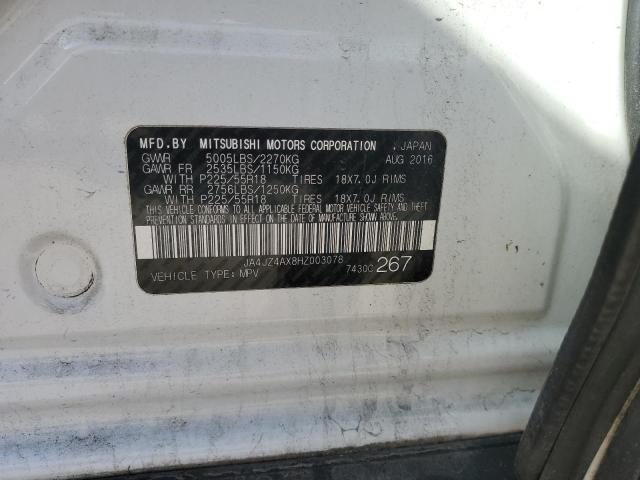 MFD.BY MITSUBISHI MOTORS CORPORATION , JAPAN
GVWR 5005LBS/2270KG AUG 2016
GAWR FR 2535LBS/1150KG
WITH P225/55R18 TIRES 18X7.0J RIMS
GAWR RR 2756LBS/1250KG
WITH P225/55R18 TIRES 18X7.0J RIMS
THIS VEHICLE CONFORMS TO ALL APPLICABLE FEDERAL MOTOR VEHICLE SAFETY AND
THEFT PREVENTION STANDARDS IN EFFECT ON THE DATE OF MANUFACTURE SHOWN ABOVE.
JA4JZ4AX8HZ003078
VEHICLE TYPE: MPV 7430C 267